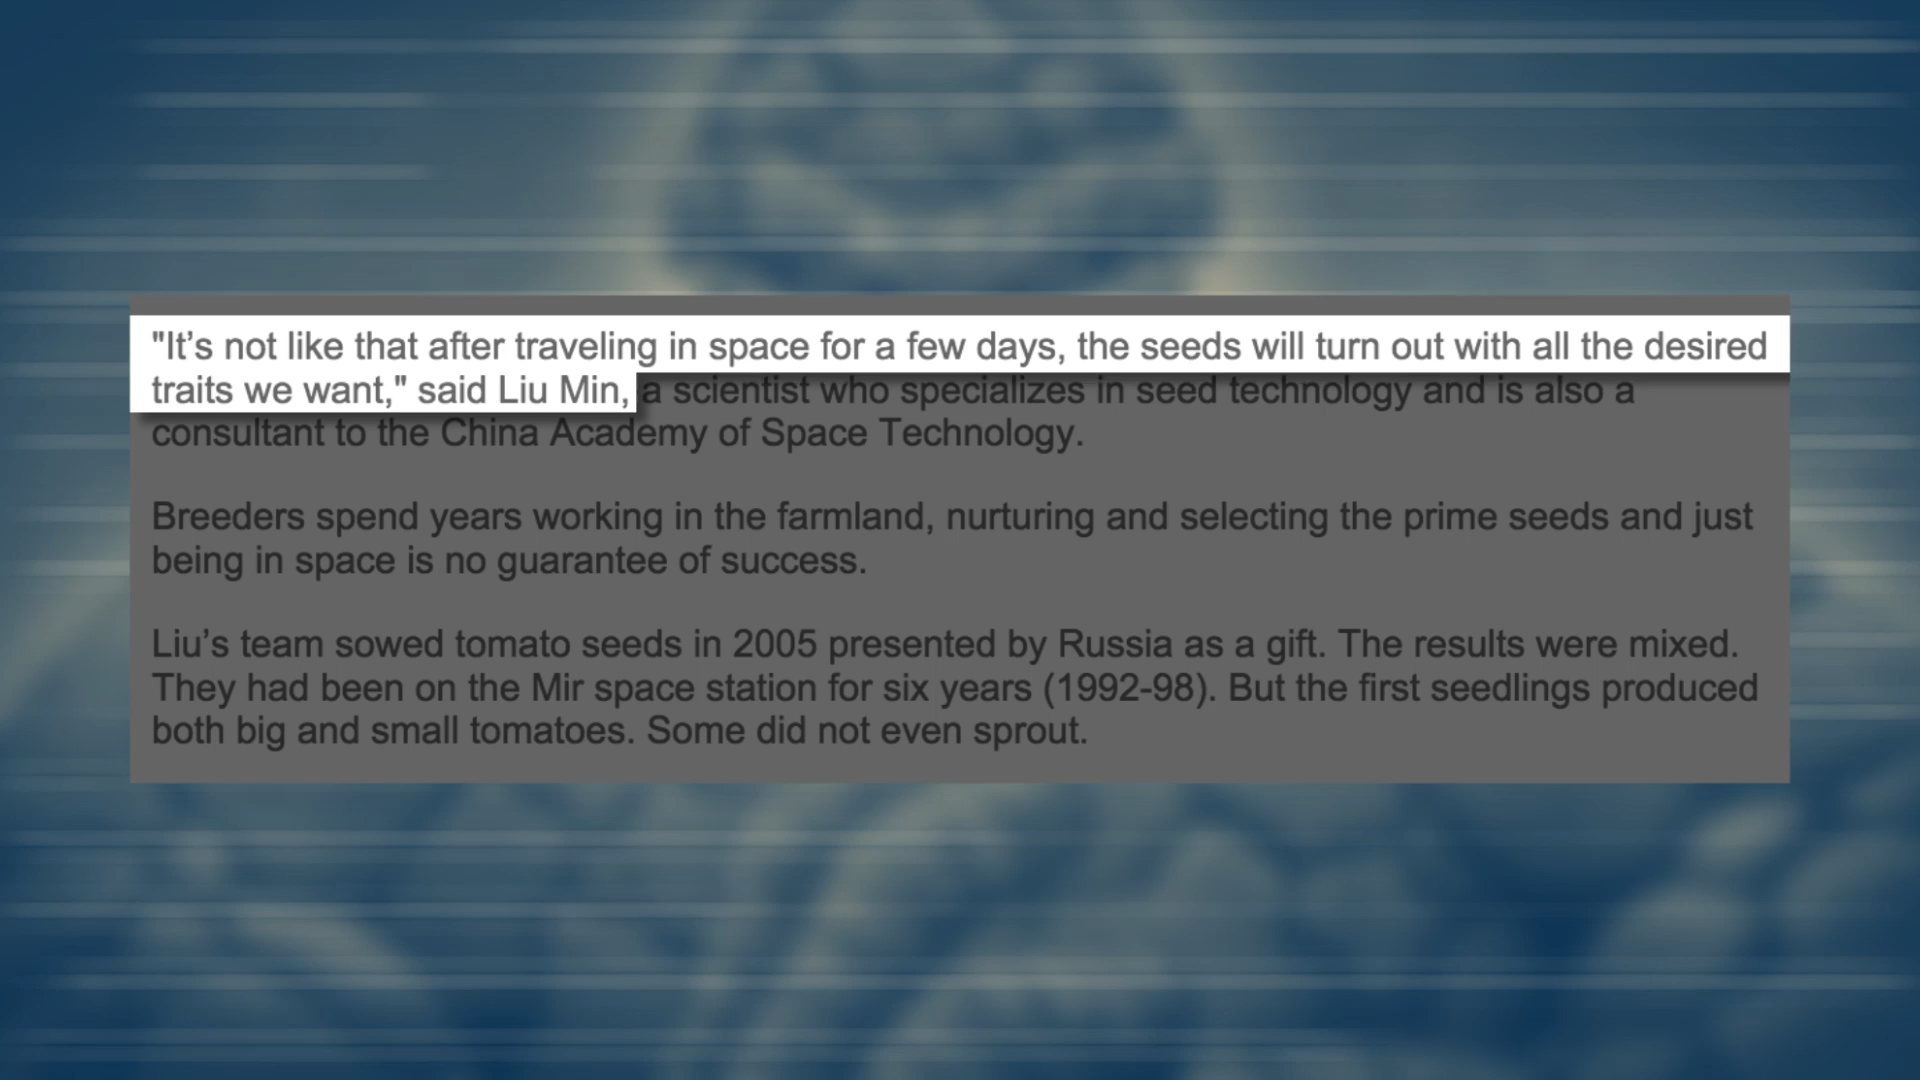 "It’s not like that after traveling in space for a few days, the seeds will turn out with all the desired
traits we want," said Liu Min, a scientist who specializes in seed technology and is also a
consultant to the China Academy of Space Technology.
Breeders spend years working in the farmland, nurturing and selecting the prime seeds and just
being in space is no guarantee of success.
Liu’s team sowed tomato seeds in 2005 presented by Russia as a gift. The results were mixed.
They had been on the Mir space station for six years (1992-98). But the first seedlings produced
both big and small tomatoes. Some did not even sprout.